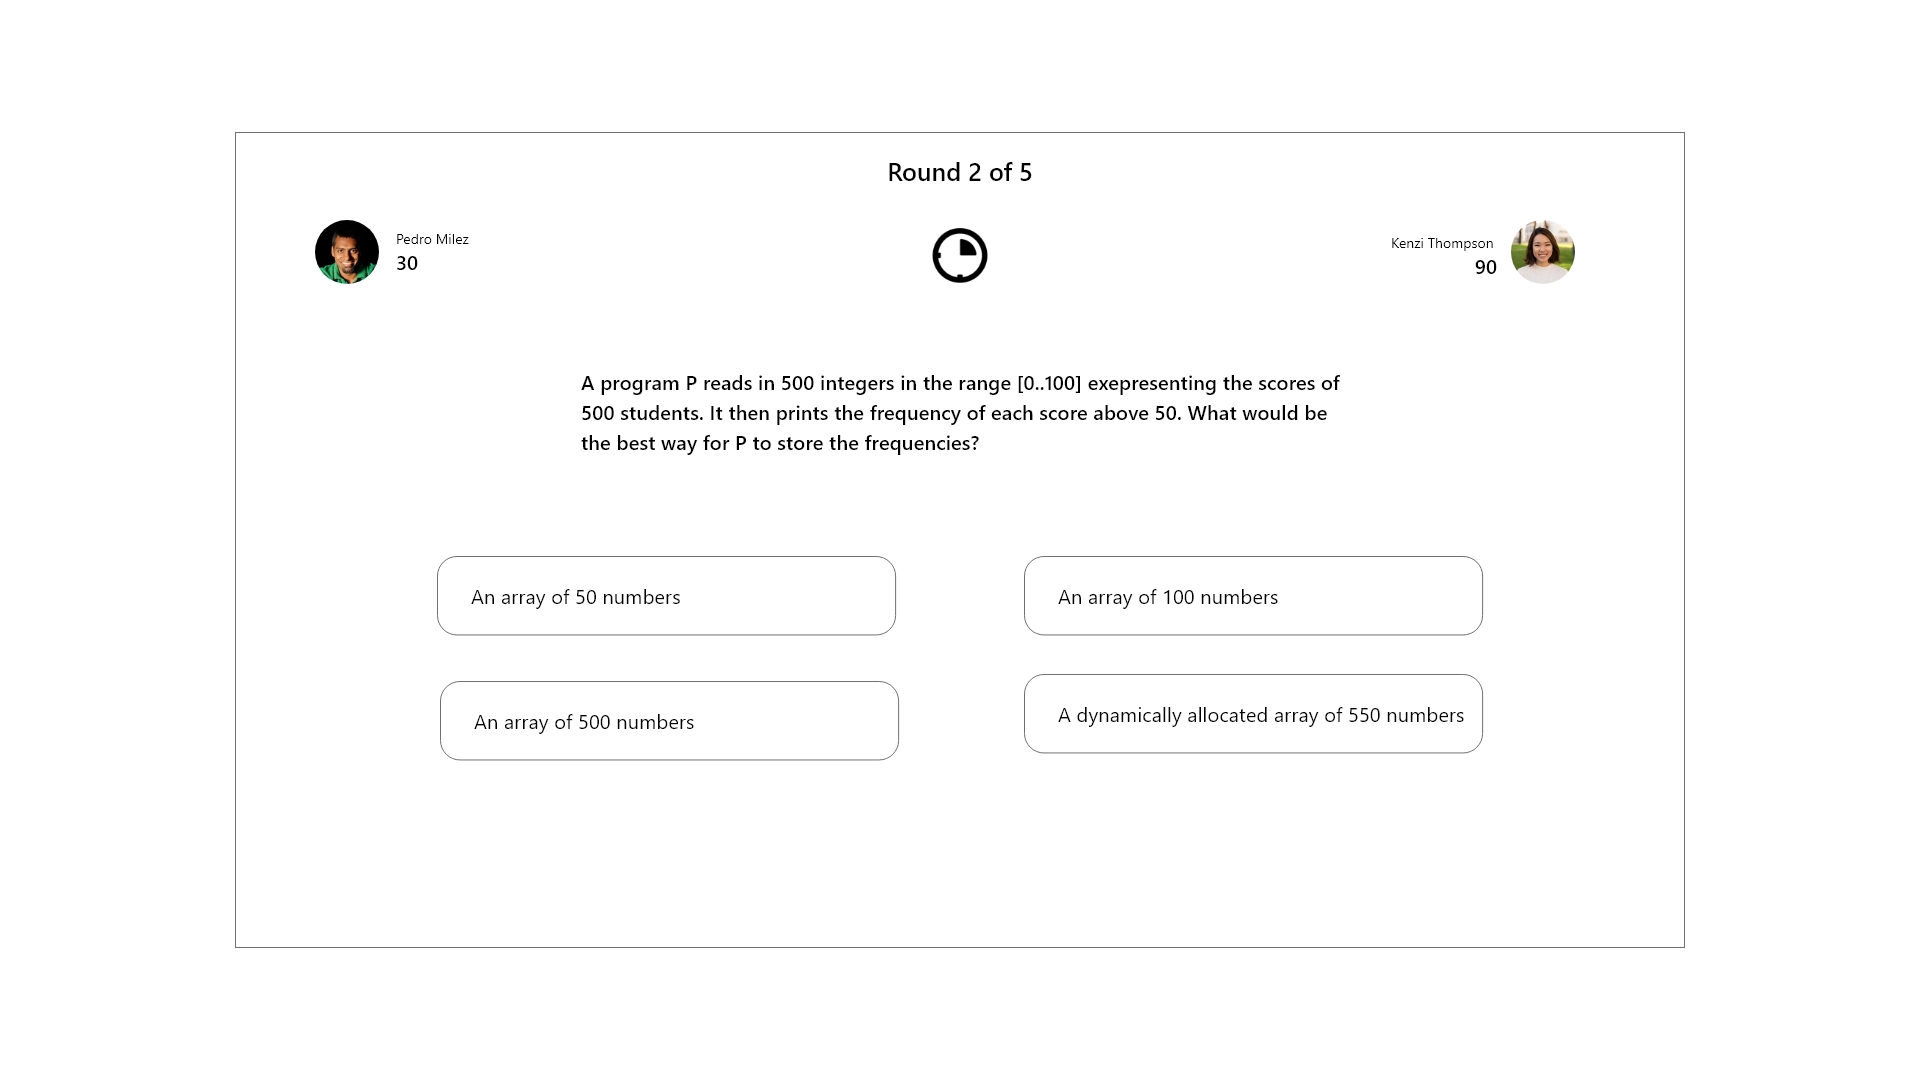 Round 2 of 5
Pedro Milez
30
Kenzi Thompson
90
A program P reads in 500 integers in the range [0..100] exepresenting the scores of
500 students. It then prints the frequency of each score above 50. What would be
the best way for P to store the frequencies?
An array of 50 numbers
An array of 100 numbers
An array of 500 numbers
A dynamically allocated array of 550 numbers